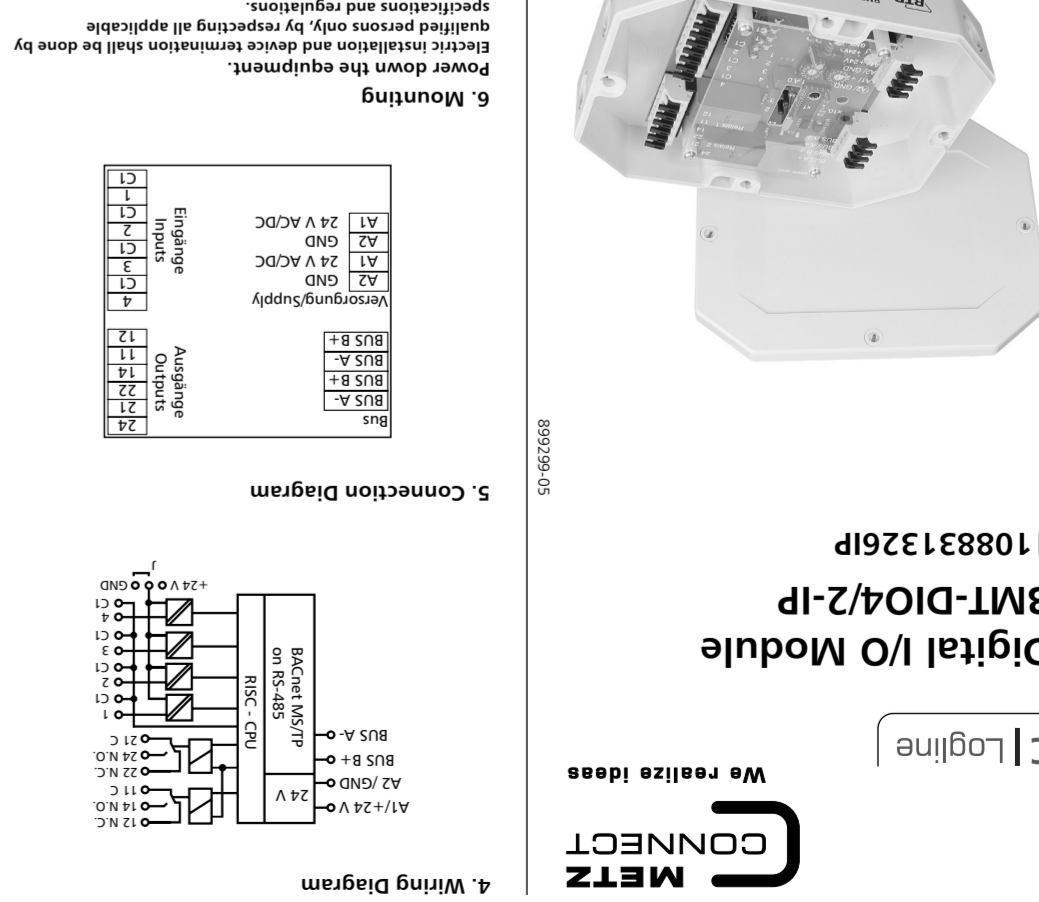 METZ
CONNECT
We realize ideas
C | Logline
Digital I/O Module
BMT-DIO4/2-IP
1108831326IP
899299-05
4. Wiring Diagram
A1/+24 V
A2 /GND
BUS B+
BUS A-
24 V
BACnet MS/TP
on RS-485
RISC - CPU
12 N.C.
14 N.O.
11 C
22 N.C.
24 N.O.
21 C
1
C1
2
C1
3
C1
4
C1
+24 V
GND
J
5. Connection Diagram
Bus
BUS A-
BUS B+
BUS A-
BUS B+
Versorgung/Supply
A2 GND
A1 24 V AC/DC
A2 GND
A1 24 V AC/DC
Ausgänge
Outputs
24
21
22
14
11
12
Eingänge
Inputs
4
C1
3
C1
2
C1
1
C1
6. Mounting
Power down the equipment.
Electric installation and device termination shall be done by
qualified persons only, by respecting all applicable
specifications and regulations.